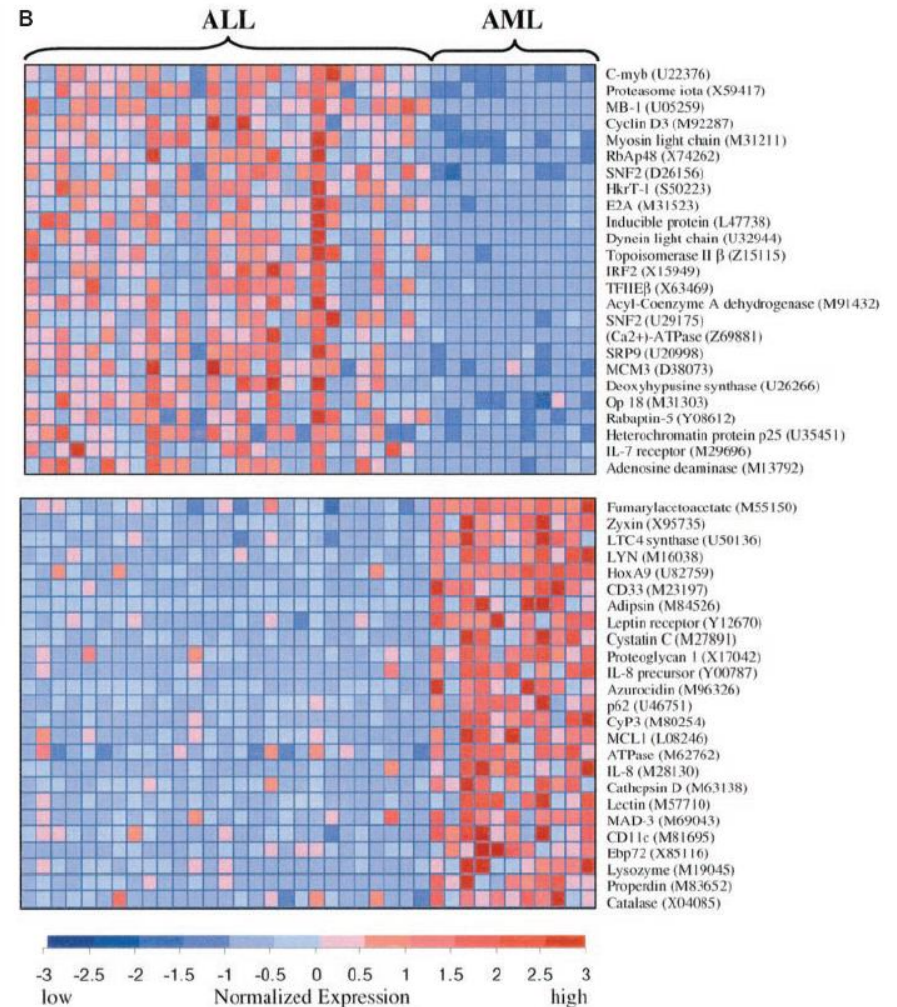 B
ALL AML
C-myb (U22376)
Proteasome iota (X59417)
MB-1 (U05259)
Cyclin D3 (M92287)
Myosin light chain (M31211)
RbAp48 (X74262)
SNF2 (D26156)
HkrT-1 (S50223)
E2A (M31523)
Inducible protein (L47738)
Dynein light chain (U32944)
Topoisomerase II β (Z15115)
IRF2 (X15949)
TFIIEβ (X63469)
Acyl-Coenzyme A dehydrogenase (M91432)
SNF2 (U29175)
(Ca2+)-ATPase (Z69881)
SRP9 (U20998)
MCM3 (D38073)
Deoxyhypusine synthase (U26266)
Op 18 (M31303)
Rabaptin-5 (Y08612)
Heterochromatin protein p25 (U35451)
IL-7 receptor (M29696)
Adenosine deaminase (M13792)
Fumarylacetoacetate (M55150)
Zyxin (X95735)
LTC4 synthase (U50136)
LYN (M16038)
HoxA9 (U82759)
CD33 (M23197)
Adipsin (M84526)
Leptin receptor (Y12670)
Cystatin C (M27891)
Proteoglycan 1 (X17042)
IL-8 precursor (Y00787)
Azurocidin (M96326)
p62 (U46751)
CyP3 (M80254)
MCL1 (L08246)
ATPase (M62762)
IL-8 (M28130)
Cathepsin D (M63138)
Lectin (M57710)
MAD-3 (M69043)
CD11c (M81695)
Ebp72 (X85116)
Lysozyme (M19045)
Properdin (M83652)
Catalase (X04085)
-3 -2.5 -2 -1.5 -1 -0.5 0 0.5 1 1.5 2 2.5 3
low Normalized Expression high